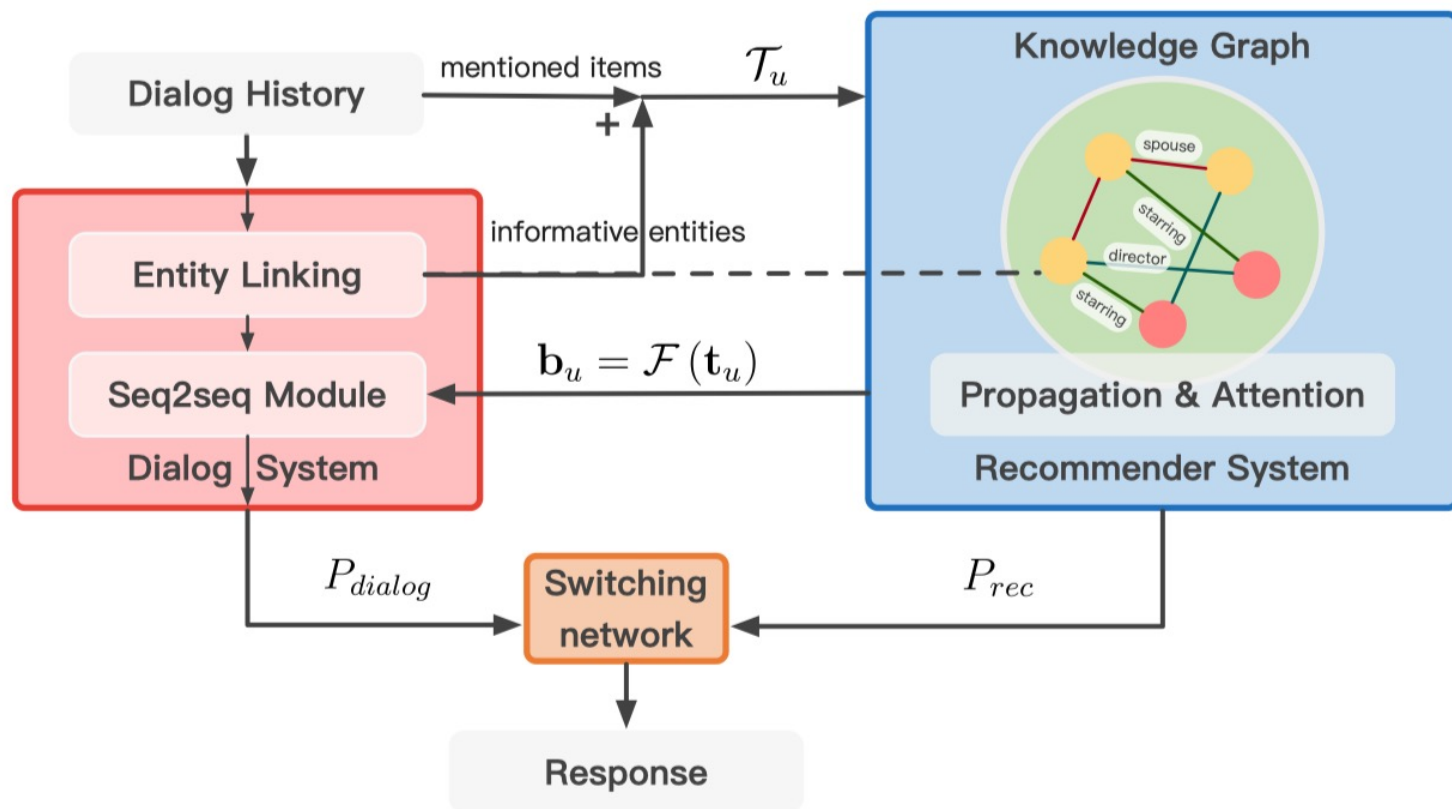 Dialog History
mentioned items
+
𝒯_u
Knowledge Graph
spouse
starring
director
starring
Entity Linking
informative entities
Seq2seq Module
b_u = ℱ (t_u)
Propagation & Attention
Dialog System
Recommender System
P_dialog
Switching
network
P_rec
Response